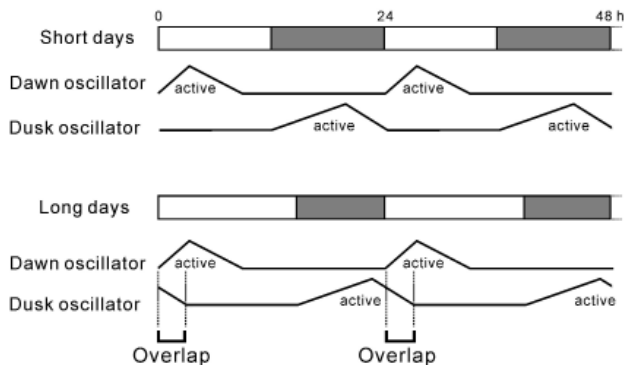 0 24 48 h
Short days
Dawn oscillator active active
Dusk oscillator active active
Long days
Dawn oscillator active active
Dusk oscillator active active
Overlap Overlap